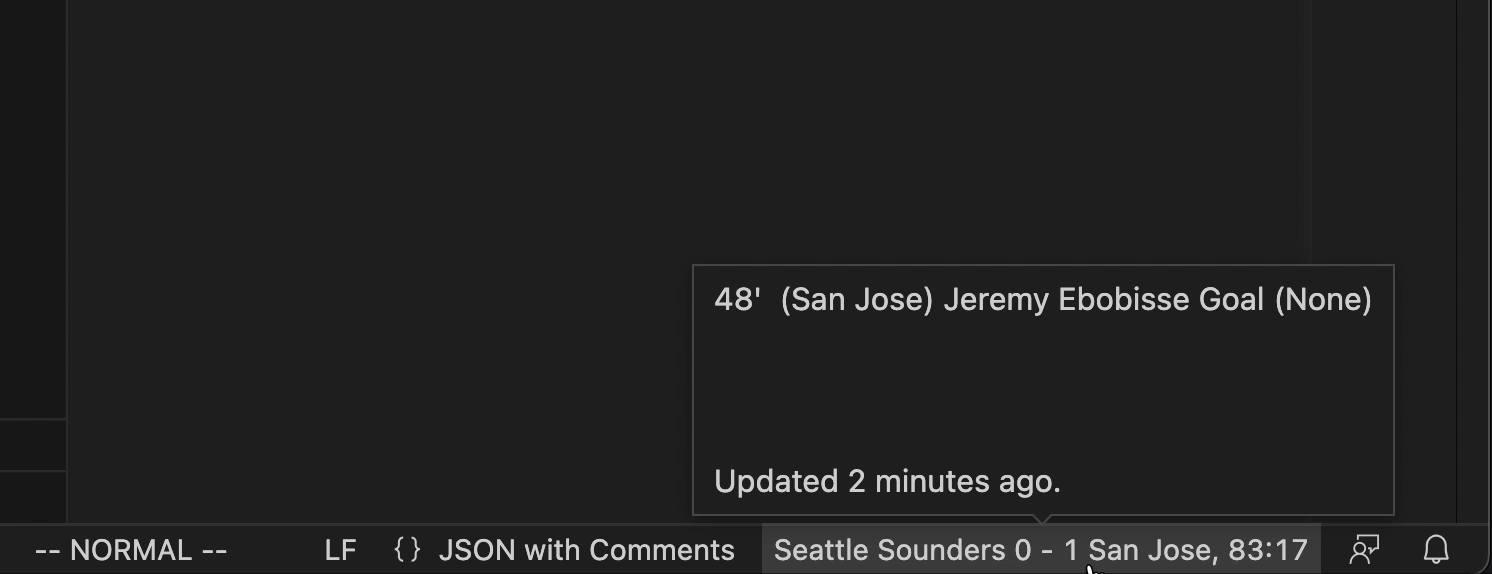 48' (San Jose) Jeremy Ebobisse Goal (None)
Updated 2 minutes ago.
-- NORMAL -- LF {} JSON with Comments Seattle Sounders 0 - 1 San Jose, 83:17